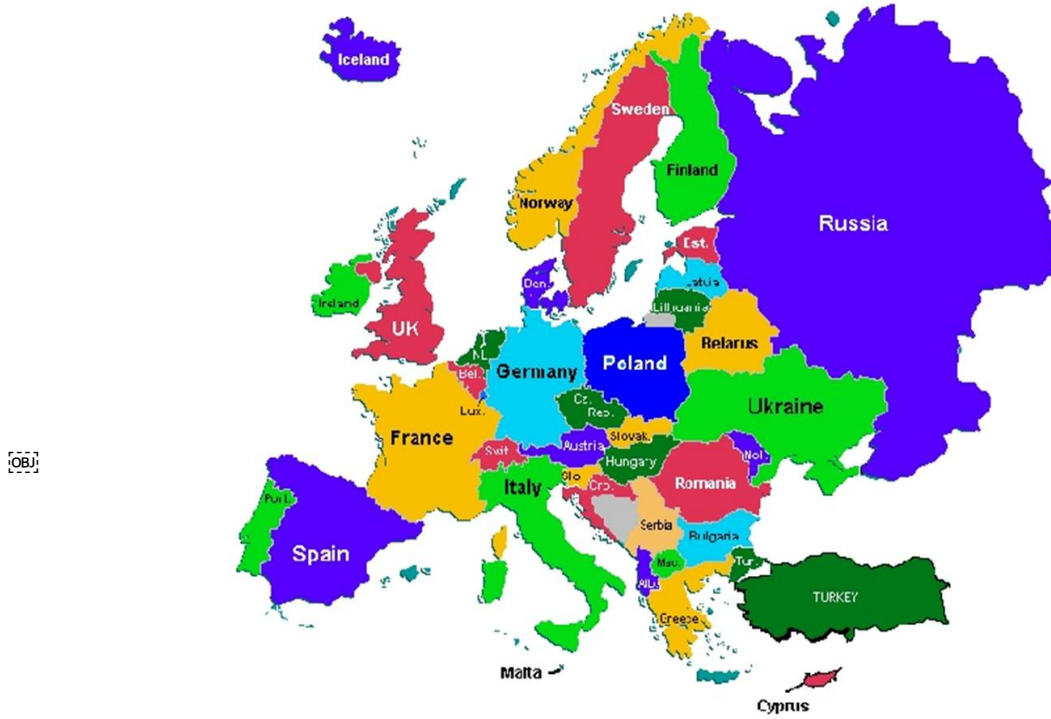 Iceland
Sweden
Finland
Norway
Russia
Est.
Den.
Latvia
Lithuania
Ireland
UK
NL
Belarus
Poland
Germany
Bel.
Lux.
Cz.
Rep.
Ukraine
France
Slovak.
Austria
Swit.
Hungary
Mol.
Slo.
Cro.
Italy
Romania
Port.
Spain
Serbia
Bulgaria
Mac.
Tur.
Alb.
TURKEY
Greece
Malta
Cyprus
OBJ